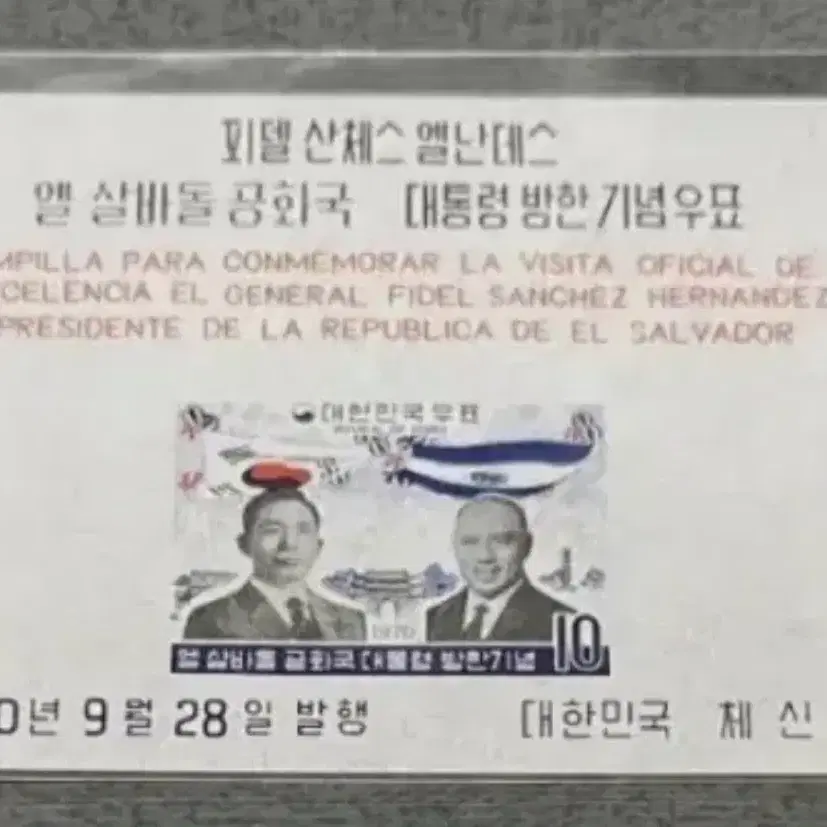 피델 산체스 엘난데스
엘 살바돌 공화국 대통령 방한기념우표
MPILLA PARA CONMEMORAR LA VISITA OFICIAL DE
CELENCIA EL GENERAL FIDEL SANCHEZ HERNANDEZ
PRESIDENTE DE LA REPUBLICA DE EL SALVADOR
대한민국우표
REPUBLIC OF KOREA
1970
엘 살바돌 공화국 대통령 방한기념 10
0년 9월 28일 발행 대한민국 체신